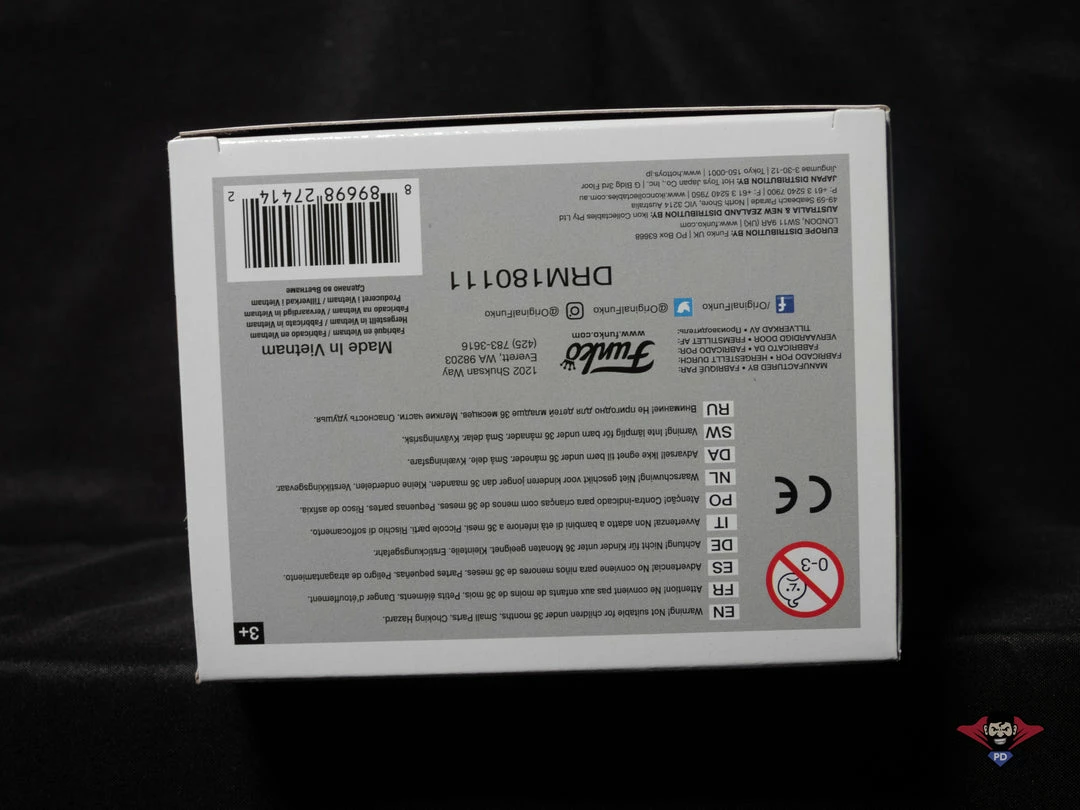 3+
EN Warning! Not suitable for children under 36 months. Small Parts. Choking Hazard.
FR Attention! Ne convient pas aux enfants de moins de 36 mois. Petits éléments. Danger d'étouffement.
ES Advertencia! No conviene para niños menores de 36 meses. Partes pequeñas. Peligro de atragantamiento.
DE Achtung! Nicht für Kinder unter 36 Monaten geeignet. Kleinteile. Erstickungsgefahr.
IT Avvertenza! Non adatto a bambini di età inferiore a 36 mesi. Piccole parti. Rischio di soffocamento.
PO Atenção! Contra-indicado para crianças com menos de 36 meses. Pequenas partes. Risco de asfixia.
NL Waarschuwing! Niet geschikt voor kinderen jonger dan 36 maanden. Kleine onderdelen. Verstikkingsgevaar.
DA Advarsel! Ikke egnet til børn under 36 måneder. Små dele. Kvælningsfare.
SW Varning! Inte lämplig för barn under 36 månader. Små delar. Kvävningsrisk.
RU Внимание! Не пригодно для детей младше 36 месяцев. Мелкие части. Опасность удушья.
0-3
CE
MANUFACTURED BY • FABRIQUÉ PAR:
FABRICADO POR • HERGESTELT DURCH:
FABBRICATO DA • FABRICADO POR:
VERVAARDIGD DOOR • FREMSTILLET AF:
TILLVERKAD AV • Производитель:
Funko
www.funko.com
1202 Shuksan Way
Everett, WA 98203
(425) 783-3616
Made In Vietnam
Fabriqué en Vietnam / Fabricado en Vietnam
Hergestellt in Vietnam / Fabbricato in Vietnam
Fabricado na Vietnam / Vervaardigd in Vietnam
Produceret i Vietnam / Tillverkad i Vietnam
Сделано во Вьетнаме
/OriginalFunko @OriginalFunko @OriginalFunko
DRM180111
EUROPE DISTRIBUTION BY: Funko UK | PO Box 63668
LONDON, SW11 9AR (UK) | www.funko.com
AUSTRALIA & NEW ZEALAND DISTRIBUTION BY: Ikon Collectables Pty Ltd
49-59 Seabeach Parade | North Shore, VIC 3214 Australia
P: +61 3 5240 7900 | F: +61 3 5240 7950 | www.ikoncollectables.com.au
JAPAN DISTRIBUTION BY: Hot Toys Japan Co., Inc. | G Bldg 3rd Floor
Jingumae 3-30-12 | Tokyo 150-0001 | www.hottoys.jp
8 89698 27414 2
PD